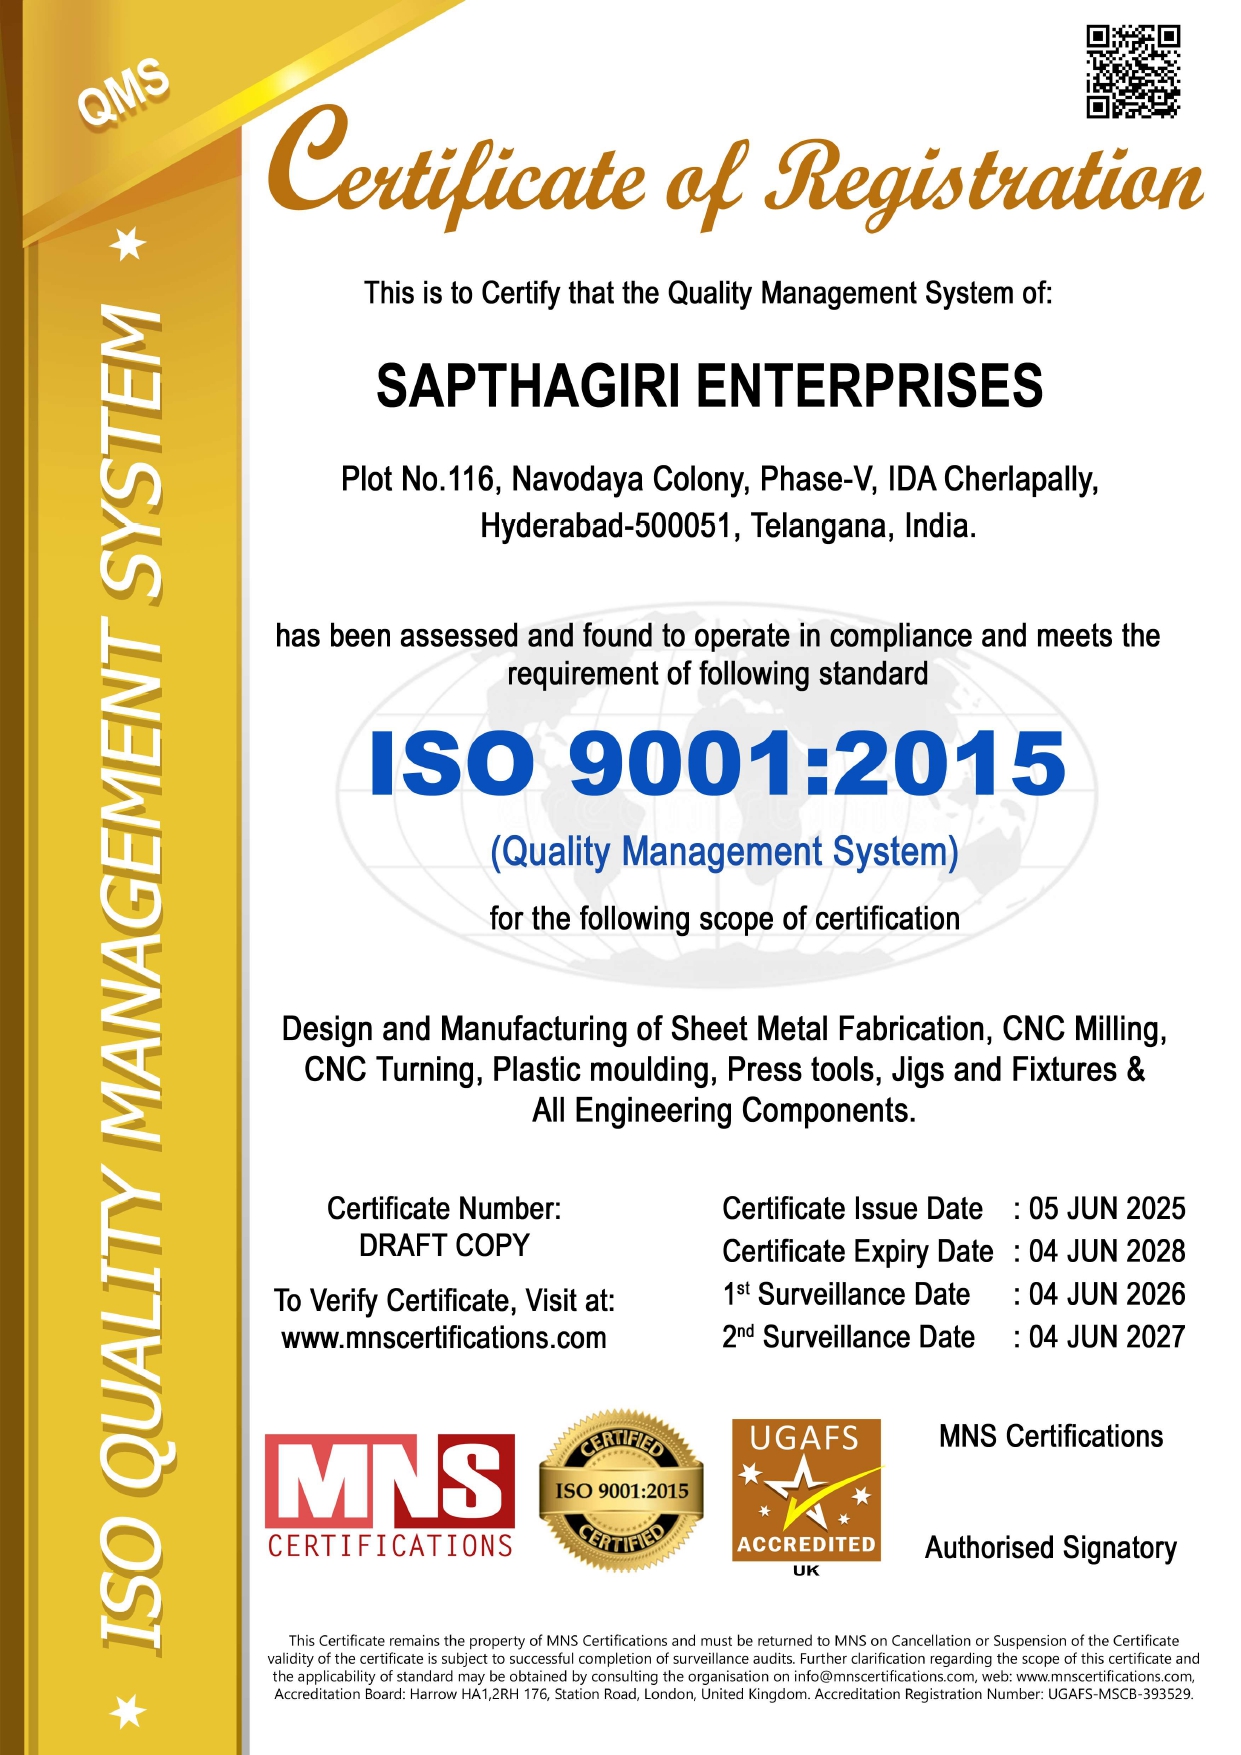 QMS
Certificate of Registration
This is to Certify that the Quality Management System of:
SAPTHAGIRI ENTERPRISES
Plot No.116, Navodaya Colony, Phase-V, IDA Cherlapally,
Hyderabad-500051, Telangana, India.
has been assessed and found to operate in compliance and meets the
requirement of following standard
ISO 9001:2015
(Quality Management System)
for the following scope of certification
Design and Manufacturing of Sheet Metal Fabrication, CNC Milling,
CNC Turning, Plastic moulding, Press tools, Jigs and Fixtures &
All Engineering Components.
Certificate Number:
DRAFT COPY
To Verify Certificate, Visit at:
www.mnscertifications.com
Certificate Issue Date : 05 JUN 2025
Certificate Expiry Date : 04 JUN 2028
1st Surveillance Date : 04 JUN 2026
2nd Surveillance Date : 04 JUN 2027
MNS
CERTIFICATIONS
CERTIFIED
ISO 9001:2015
CERTIFIED
UGAFS
ACCREDITED
UK
MNS Certifications
Authorised Signatory
This Certificate remains the property of MNS Certifications and must be returned to MNS on Cancellation or Suspension of the Certificate
validity of the certificate is subject to successful completion of surveillance audits. Further clarification regarding the scope of this certificate and
the applicability of standard may be obtained by consulting the organisation on info@mnscertifications.com, web: www.mnscertifications.com,
Accreditation Board: Harrow HA1,2RH 176, Station Road, London, United Kingdom. Accreditation Registration Number: UGAFS-MSCB-393529.
ISO QUALITY MANAGEMENT SYSTEM